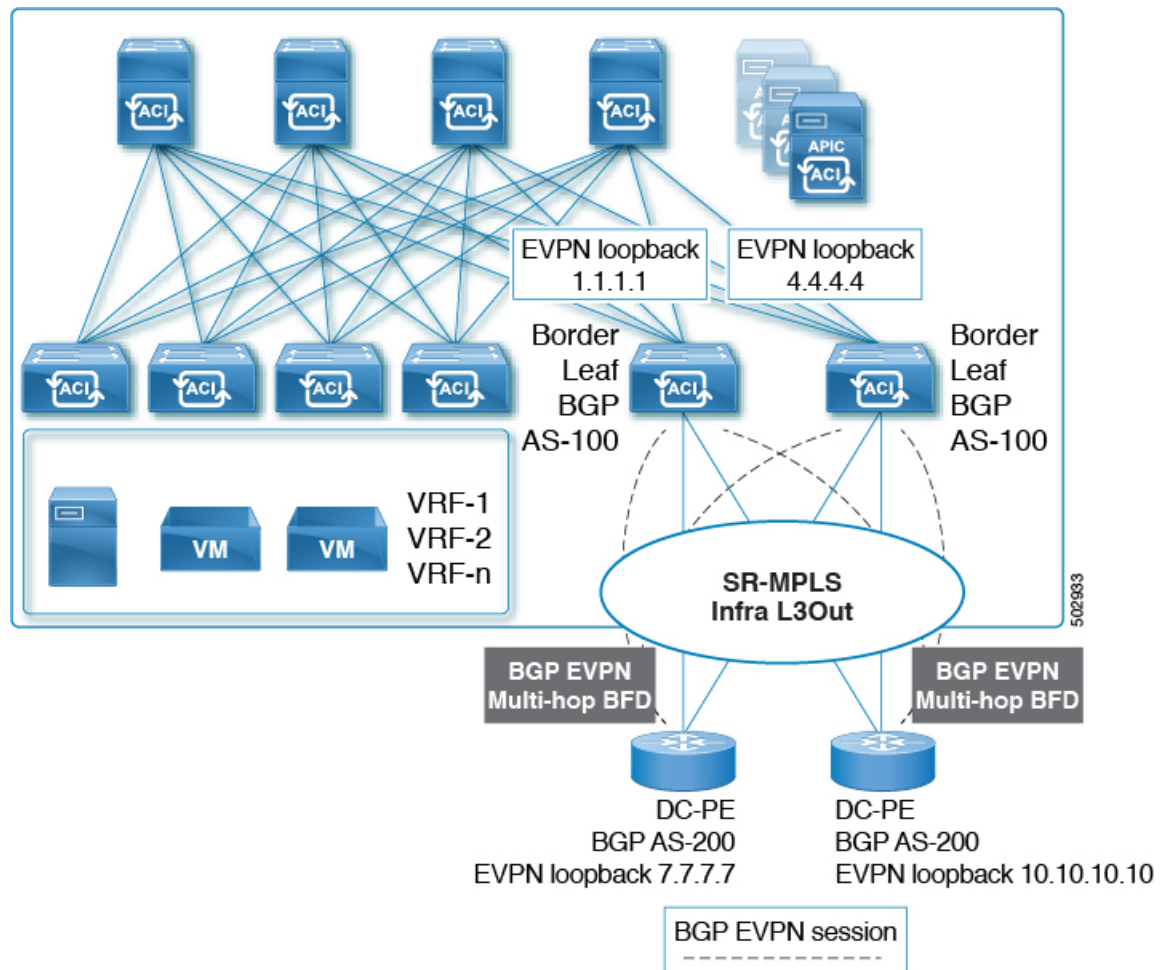 ACI
ACI
ACI
ACI
A
A
APIC
ACI
EVPN loopback
1.1.1.1
EVPN loopback
4.4.4.4
ACI
ACI
ACI
ACI
Border
Leaf
BGP
AS-100
ACI
ACI
Border
Leaf
BGP
AS-100
VM
VM
VRF-1
VRF-2
VRF-n
SR-MPLS
Infra L3Out
502933
BGP EVPN
Multi-hop BFD
BGP EVPN
Multi-hop BFD
DC-PE
BGP AS-200
EVPN loopback 7.7.7.7
DC-PE
BGP AS-200
EVPN loopback 10.10.10.10
BGP EVPN session